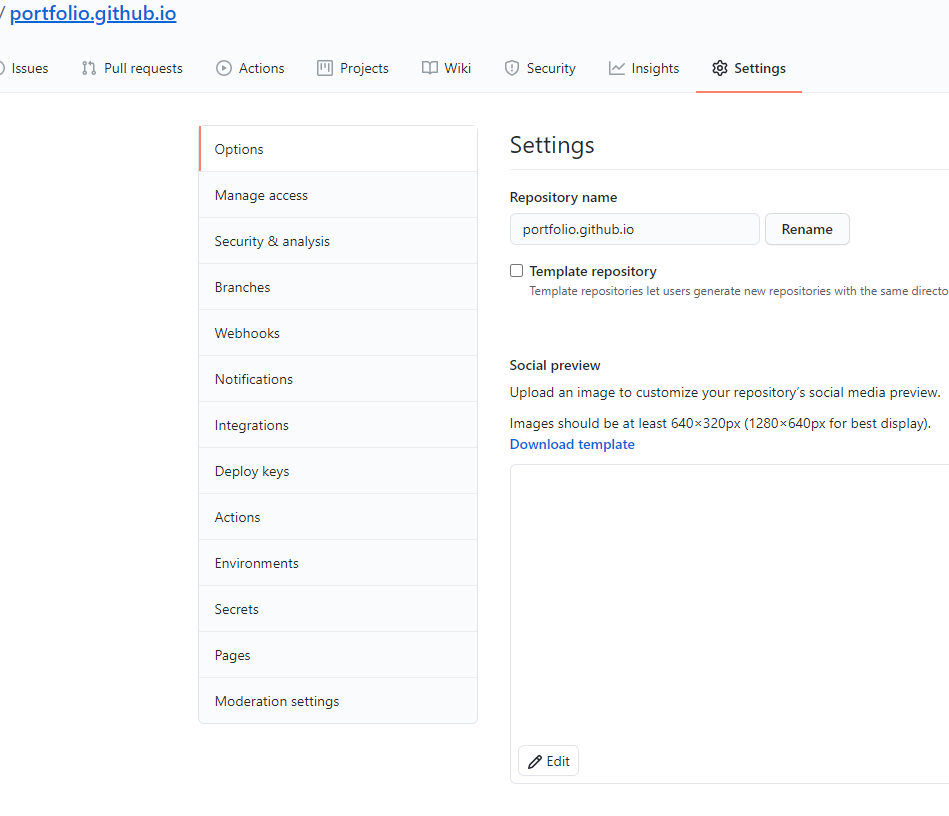 / portfolio.github.io
Issues Pull requests Actions Projects Wiki Security Insights Settings
Options
Manage access
Security & analysis
Branches
Webhooks
Notifications
Integrations
Deploy keys
Actions
Environments
Secrets
Pages
Moderation settings
Settings
Repository name
portfolio.github.io Rename
Template repository
Template repositories let users generate new repositories with the same directo
Social preview
Upload an image to customize your repository’s social media preview.
Images should be at least 640×320px (1280×640px for best display).
Download template
Edit